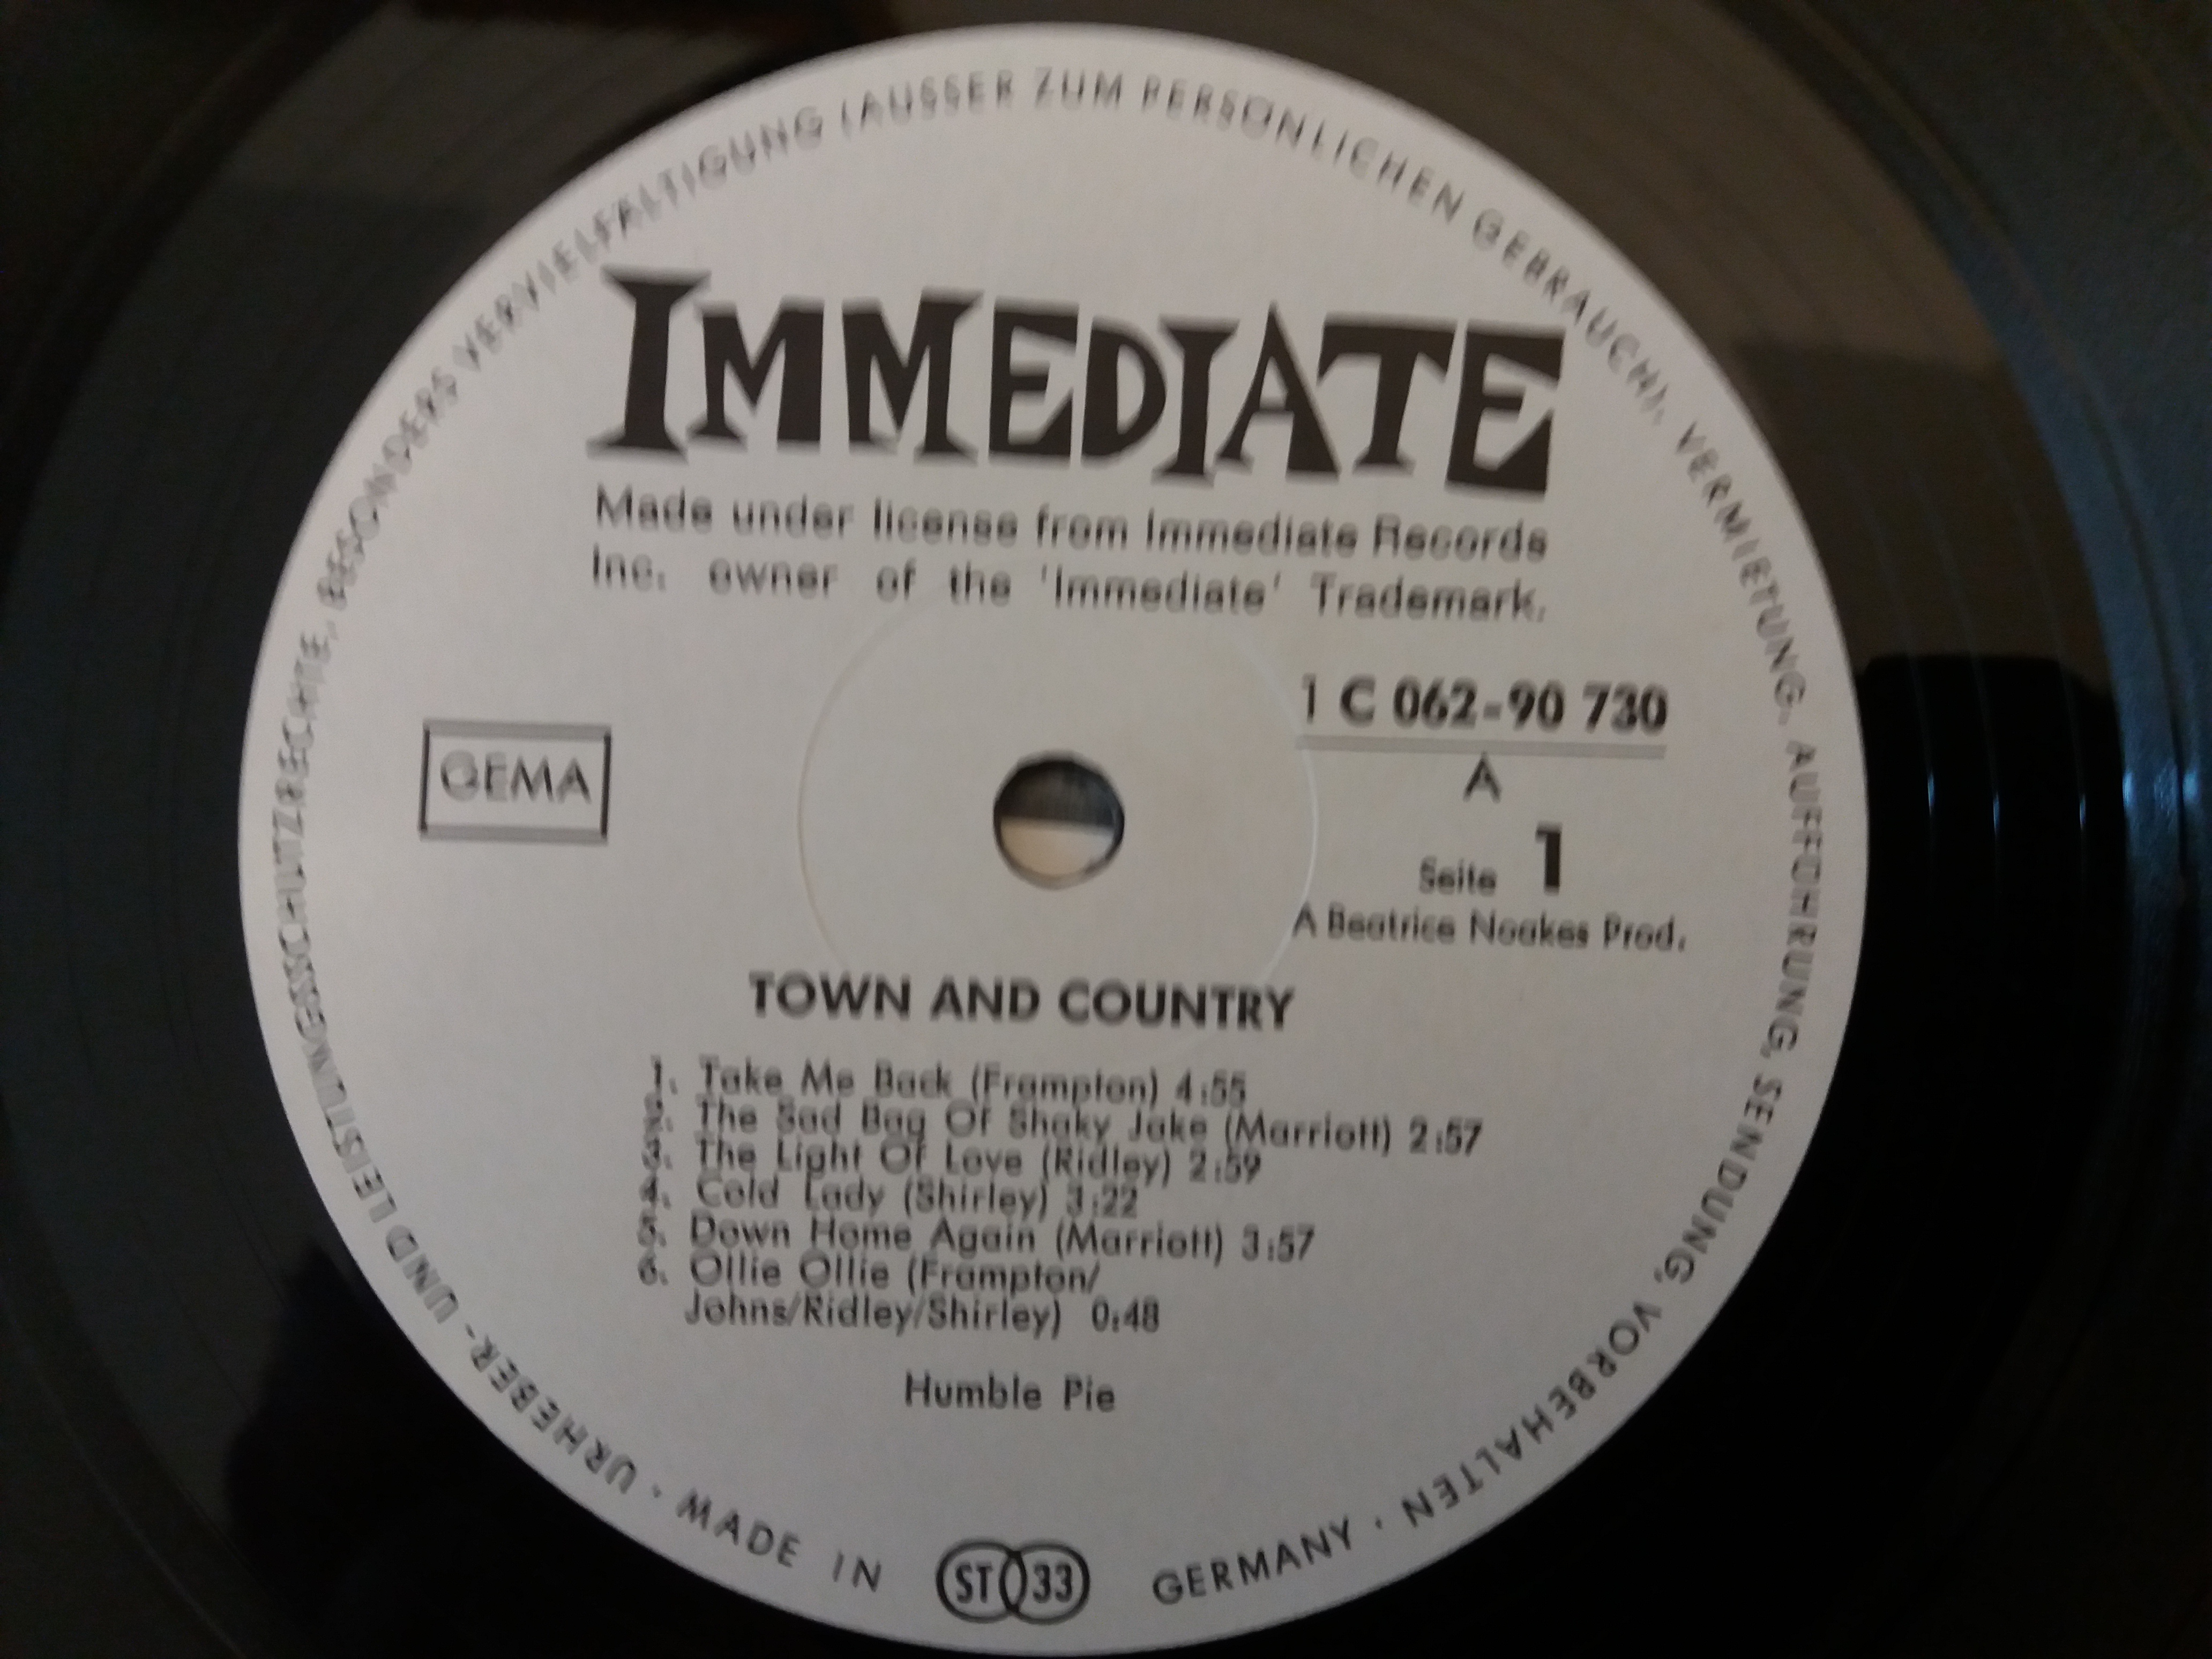 URHEBER- UND LEISTUNGSSCHUTZRECHTE, BESONDERS VERVIELFÄLTIGUNG (AUSSER ZUM PERSÖNLICHEN GEBRAUCH), VERMIETUNG, AUFFÜHRUNG, SENDUNG, VORBEHALTEN
IMMEDIATE
Made under license from Immediate Records
Inc. owner of the 'Immediate' Trademark.
1 C 062-90 730
GEMA
A
Seite 1
A Beatrice Noakes Prod.
TOWN AND COUNTRY
1. Take Me Back (Frampton) 4:55
2. The Sad Bag Of Shaky Jake (Marriott) 2:57
3. The Light Of Love (Ridley) 2:59
4. Cold Lady (Shirley) 3:22
5. Down Home Again (Marriott) 3:57
6. Ollie Ollie (Frampton/
Johns/Ridley/Shirley) 0:48
Humble Pie
· MADE IN ST 33 GERMANY ·